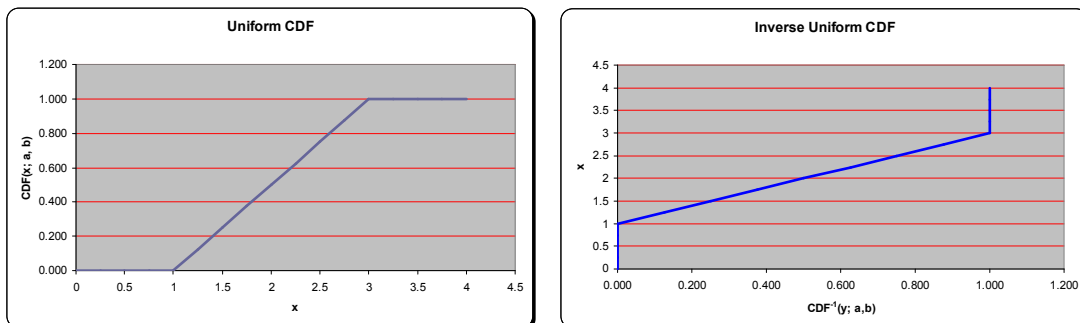 Uniform CDF
1.200
1.000
0.800
0.600
0.400
0.200
0.000
CDF(x; a, b)
0 0.5 1 1.5 2 2.5 3 3.5 4 4.5
x
Inverse Uniform CDF
4.5
4
3.5
3
2.5
2
1.5
1
0.5
0
x
0.000 0.200 0.400 0.600 0.800 1.000 1.200
CDF⁻¹(y; a,b)